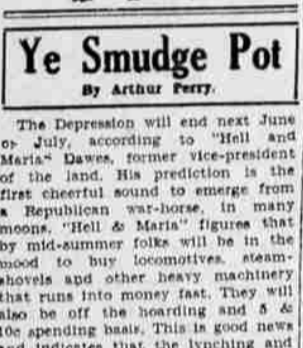 Ye Smudge Pot
By Arthur Perry.
The Depression will end next June
or July, according to "Hell and
Maria" Dawes, former vice-president
of the land. His prediction is the
first cheerful sound to emerge from
a Republican war-horse, in many
moons. "Hell & Maria" figures that
by mid-summer folks will be in the
mood to buy locomotives, steam-
shovels and other heavy machinery
that runs into money fast. They will
also be off the hoarding and 5 &
10c spending basis. This is good news
and indicates that the lynching and